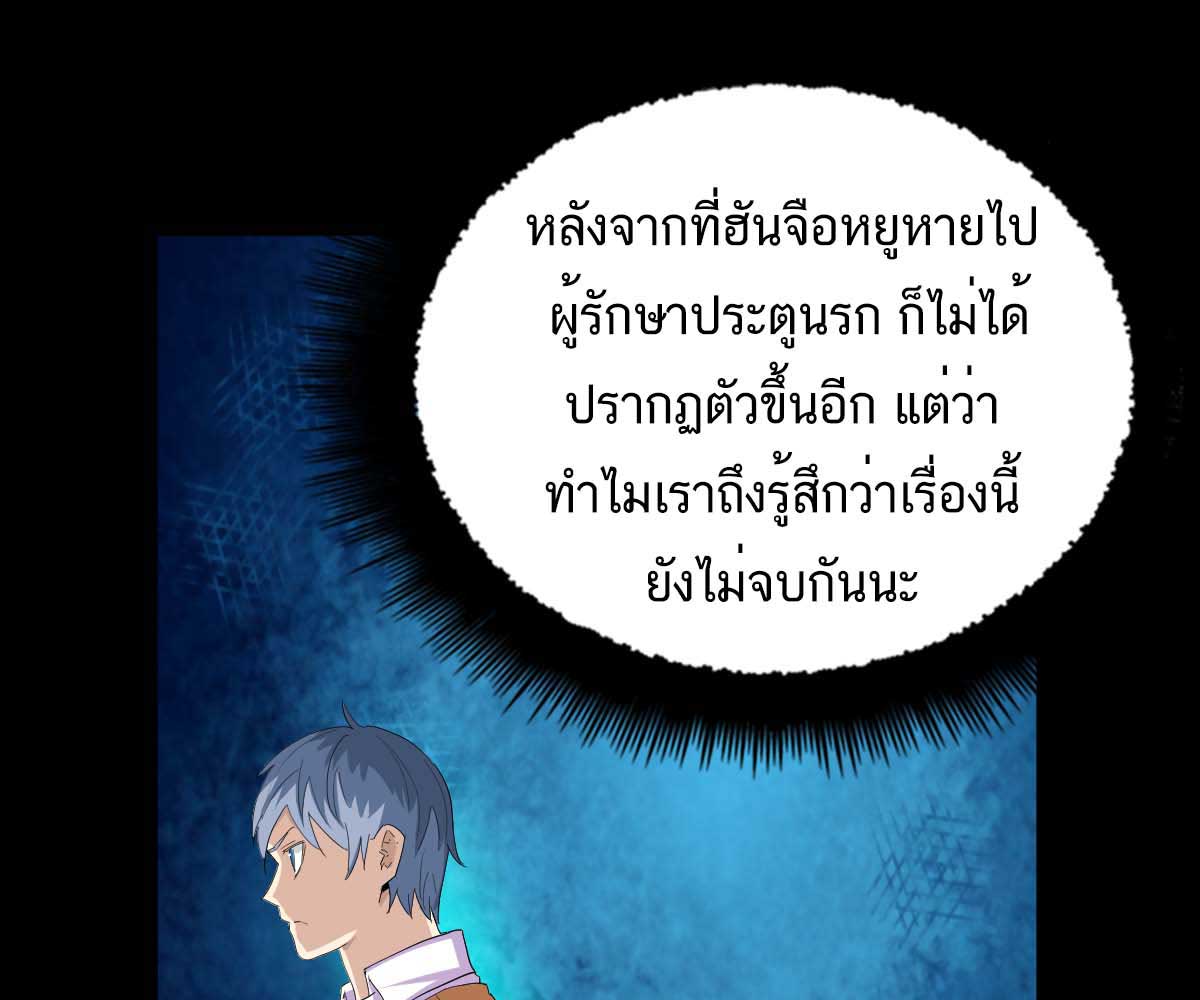 หลังจากที่ฮันจือหยูหายไป
ผู้รักษาประตูนรก ก็ไม่ได้
ปรากฏตัวขึ้นอีก แต่ว่า
ทำไมเราถึงรู้สึกว่าเรื่องนี้
ยังไม่จบกันนะ